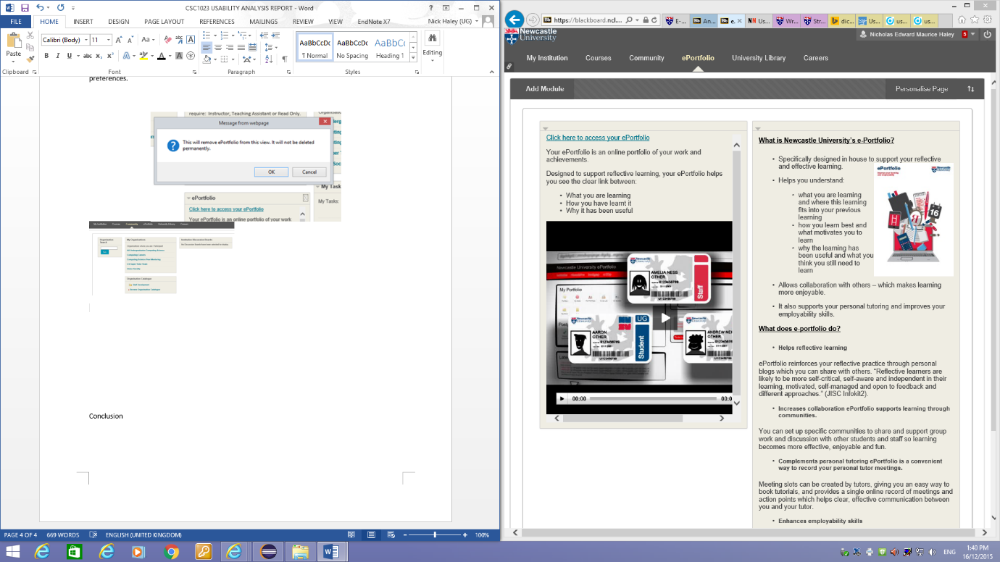 CSC1023 USABILITY ANALYSIS REPORT - Word
FILE HOME INSERT DESIGN PAGE LAYOUT REFERENCES MAILINGS REVIEW VIEW EndNote X7 Nick Haley (UG)
Paste
Calibri (Body) 11
AaBbCcDc AaBbCcDc AaBbCc
¶ Normal No Spacing Heading 1
Editing
Clipboard Font Paragraph Styles
preferences.
require: Instructor, Teaching Assistant or Read Only.
Message from webpage
This will remove ePortfolio from this view. It will not be deleted
permanently.
OK Cancel
My Task
My Tasks:
ePortfolio
Click here to access your ePortfolio
Your ePortfolio is an online portfolio of your work
My Institution Courses Community ePortfolio University Library Careers
My Organisations
Organisation Catalogue
Conclusion
PAGE 4 OF 4 669 WORDS ENGLISH (UNITED KINGDOM) 100%
https://blackboard.ncl....
Newcastle
University
Nicholas Edward Maurice Haley 5
My Institution Courses Community ePortfolio University Library Careers
Add Module
Personalise Page
Click here to access your ePortfolio
Your ePortfolio is an online portfolio of your work and
achievements.
Designed to support reflective learning, your ePortfolio helps
you see the clear link between:
• What you are learning
• How you have learnt it
• Why it has been useful
Newcastle University ePortfolio
My Portfolio
AMELIA NESS
OTHER
0123456789
Staff
AARON
OTHER
0123456789
UG
Student
ANDREW NE
OTHER
00:00 00:0
What is Newcastle University's e-Portfolio?
• Specifically designed in house to support your reflective
and effective learning.
• Helps you understand:
◦ what you are learning
and where this learning
fits into your previous
learning
◦ how you learn best and
what motivates you to
learn
◦ why the learning has
been useful and what you
think you still need to
learn
ePortfolio
16
• Allows collaboration with others – which makes learning
more enjoyable.
• It also supports your personal tutoring and improves your
employability skills.
What does e-portfolio do?
• Helps reflective learning
ePortfolio reinforces your reflective practice through personal
blogs which you can share with others. “Reflective learners are
likely to be more self-critical, self-aware and independent in their
learning, motivated, self-managed and open to feedback and
different approaches.” (JISC Infokit2).
• Increases collaboration ePortfolio supports learning through
communities.
You can set up specific communities to share and support group
work and discussion with other students and staff so learning
becomes more effective, enjoyable and fun.
• Complements personal tutoring ePortfolio is a convenient
way to record your personal tutor meetings.
Meeting slots can be created by tutors, giving you an easy way to
book tutorials, and provides a single online record of meetings and
action points which helps clear, effective communication between
you and your tutor.
• Enhances employability skills
ENG
1:40 PM
16/12/2015